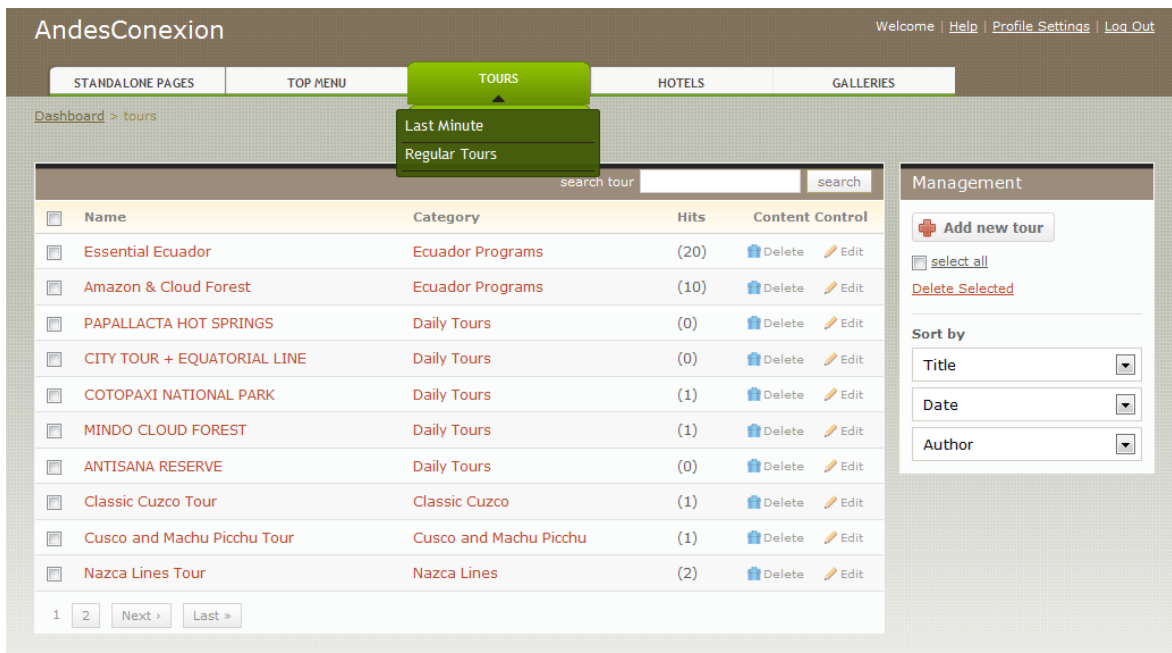 AndesConexion
Welcome | Help | Profile Settings | Log Out
STANDALONE PAGES TOP MENU TOURS HOTELS GALLERIES
Dashboard > tours
Last Minute
Regular Tours
search tour search
Name Category Hits Content Control
Essential Ecuador Ecuador Programs (20) Delete Edit
Amazon & Cloud Forest Ecuador Programs (10) Delete Edit
PAPALLACTA HOT SPRINGS Daily Tours (0) Delete Edit
CITY TOUR + EQUATORIAL LINE Daily Tours (0) Delete Edit
COTOPAXI NATIONAL PARK Daily Tours (1) Delete Edit
MINDO CLOUD FOREST Daily Tours (1) Delete Edit
ANTISANA RESERVE Daily Tours (0) Delete Edit
Classic Cuzco Tour Classic Cuzco (1) Delete Edit
Cusco and Machu Picchu Tour Cusco and Machu Picchu (1) Delete Edit
Nazca Lines Tour Nazca Lines (2) Delete Edit
1 2 Next › Last »
Management
Add new tour
select all
Delete Selected
Sort by
Title
Date
Author